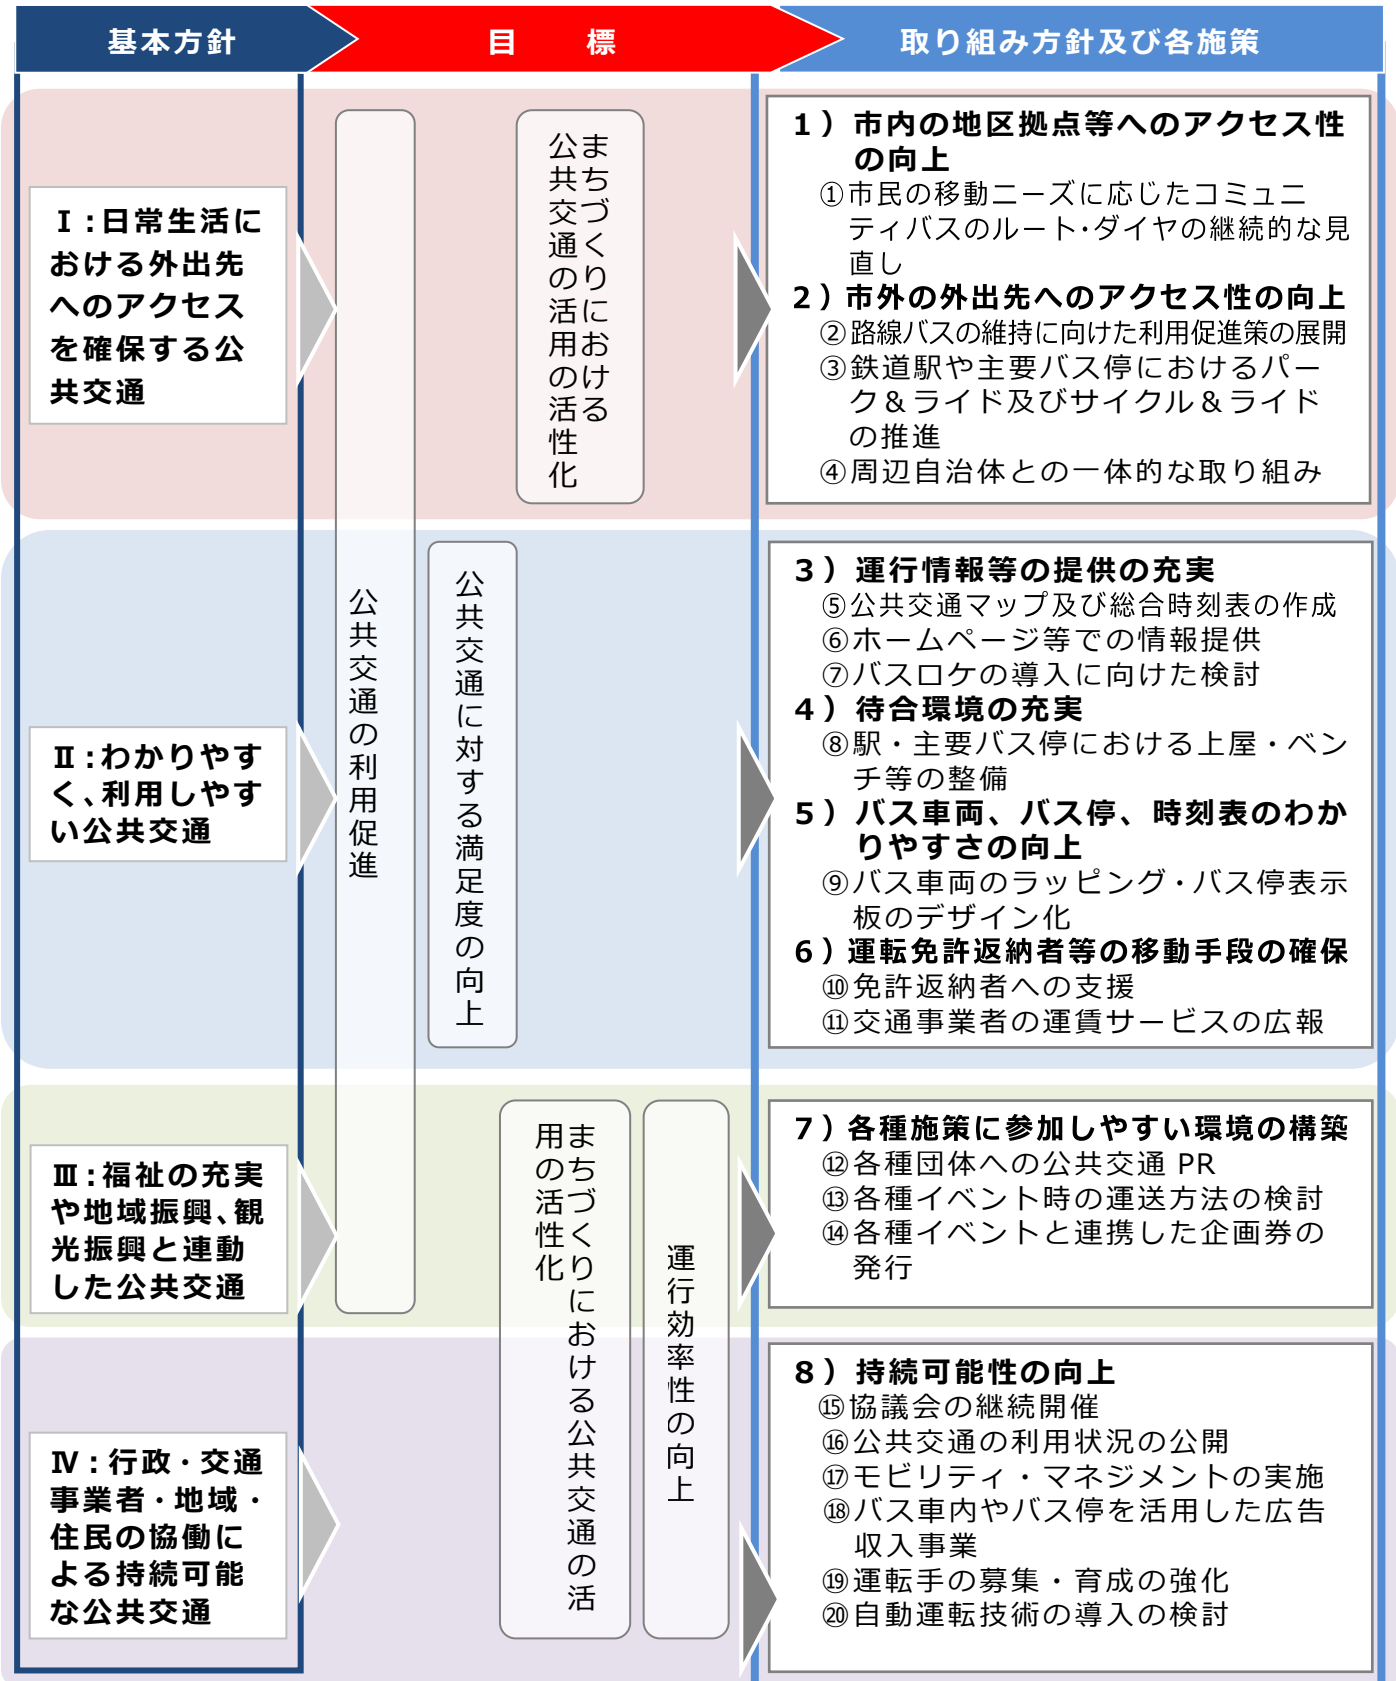 基本方針
目　標
取り組み方針及び各施策
Ⅰ：日常生活に
おける外出先
へのアクセス
を確保する公
共交通
Ⅱ：わかりやす
く、利用しやす
い公共交通
Ⅲ：福祉の充実
や地域振興、観
光振興と連動
した公共交通
Ⅳ：行政・交通
事業者・地域・
住民の協働に
よる持続可能
な公共交通
公共交通の利用促進
まちづくりにおける
公共交通の活用の活性化
公共交通に対する満足度の向上
まちづくりにおける公共交通の活
用の活性化
運行効率性の向上
１）市内の地区拠点等へのアクセス性
の向上
①市民の移動ニーズに応じたコミュニ
ティバスのルート・ダイヤの継続的な見
直し
２）市外の外出先へのアクセス性の向上
②路線バスの維持に向けた利用促進策の展開
③鉄道駅や主要バス停におけるパー
ク＆ライド及びサイクル＆ライド
の推進
④周辺自治体との一体的な取り組み
３）運行情報等の提供の充実
⑤公共交通マップ及び総合時刻表の作成
⑥ホームページ等での情報提供
⑦バスロケの導入に向けた検討
４）待合環境の充実
⑧駅・主要バス停における上屋・ベン
チ等の整備
５）バス車両、バス停、時刻表のわか
りやすさの向上
⑨バス車両のラッピング・バス停表示
板のデザイン化
６）運転免許返納者等の移動手段の確保
⑩免許返納者への支援
⑪交通事業者の運賃サービスの広報
７）各種施策に参加しやすい環境の構築
⑫各種団体への公共交通 PR
⑬各種イベント時の運送方法の検討
⑭各種イベントと連携した企画券の
発行
８）持続可能性の向上
⑮協議会の継続開催
⑯公共交通の利用状況の公開
⑰モビリティ・マネジメントの実施
⑱バス車内やバス停を活用した広告
収入事業
⑲運転手の募集・育成の強化
⑳自動運転技術の導入の検討